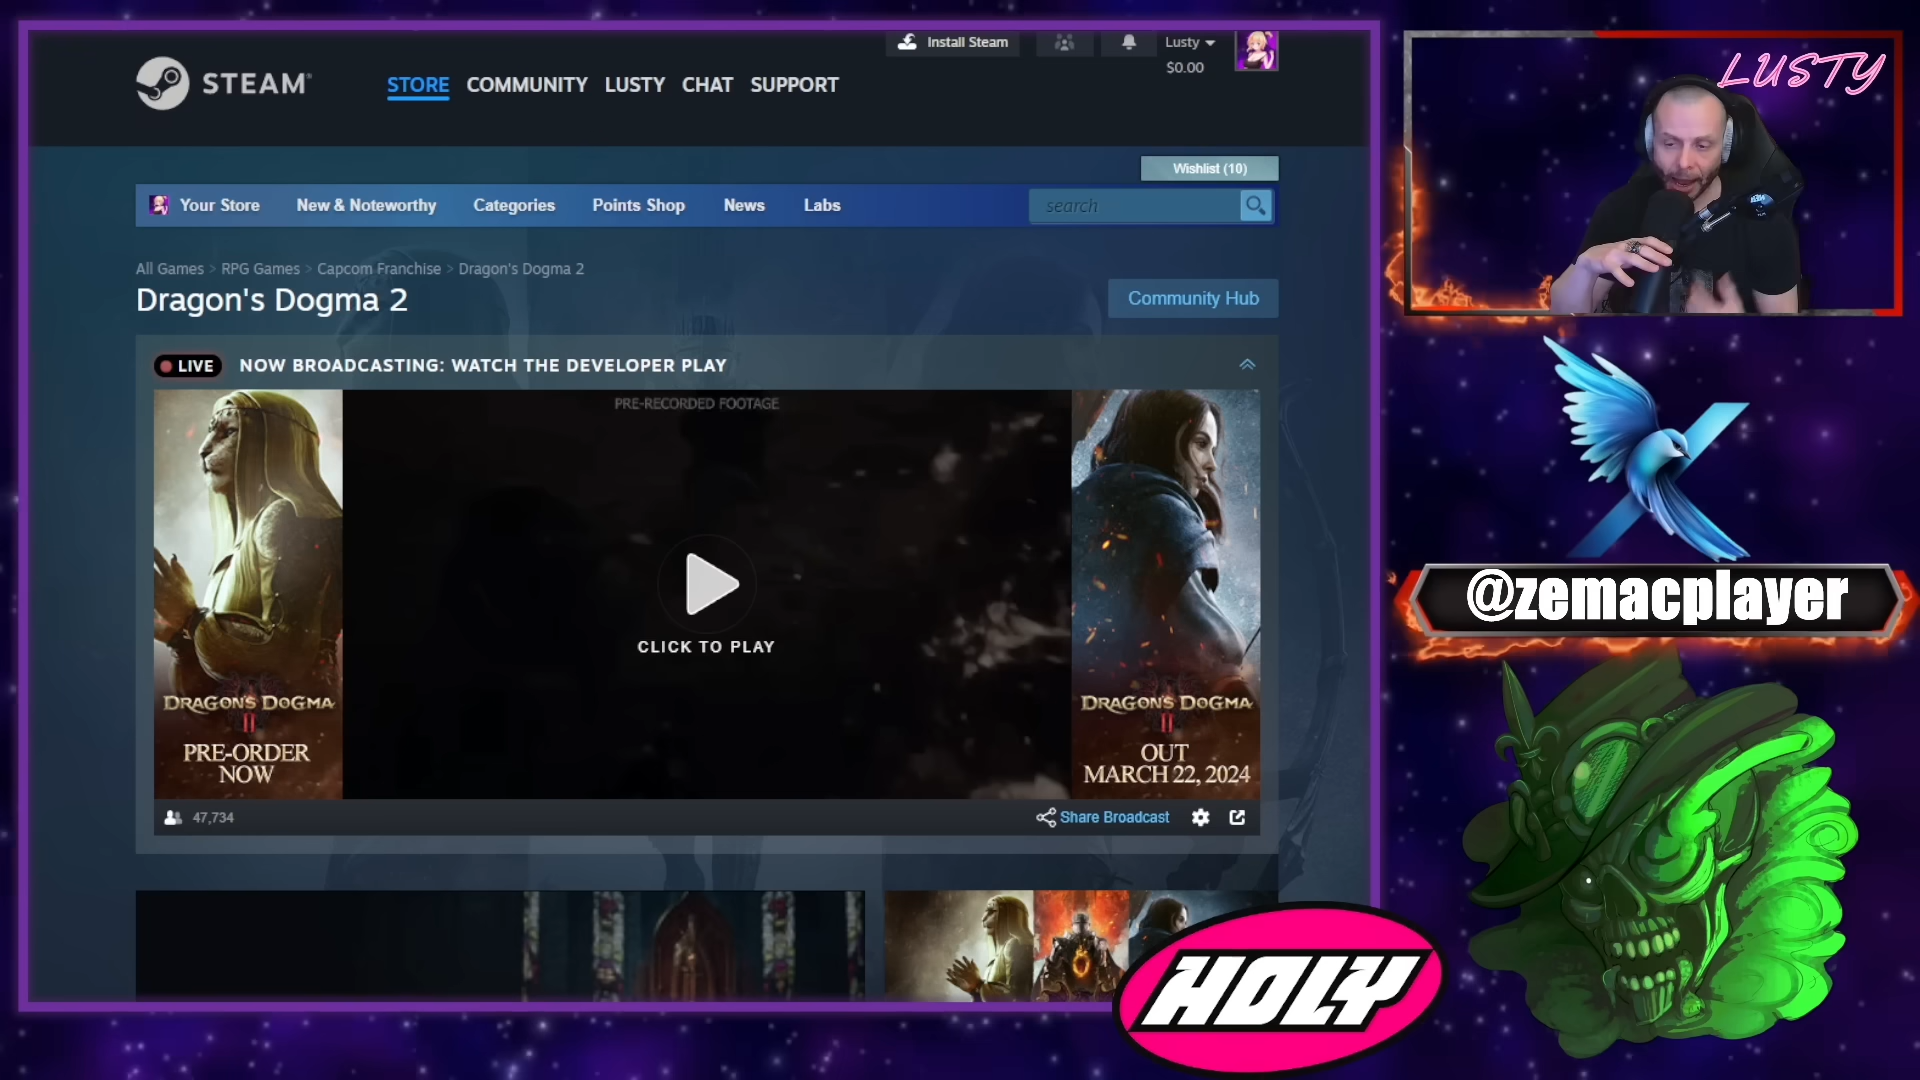 Install Steam
Lusty
$0.00
STEAM
STORE COMMUNITY LUSTY CHAT SUPPORT
LUSTY
Wishlist (10)
Your Store New & Noteworthy Categories Points Shop News Labs
search
All Games > RPG Games > Capcom Franchise > Dragon's Dogma 2
Dragon's Dogma 2
Community Hub
LIVE NOW BROADCASTING: WATCH THE DEVELOPER PLAY
PRE-RECORDED FOOTAGE
CLICK TO PLAY
DRAGON'S DOGMA
II
PRE-ORDER
NOW
DRAGON'S DOGMA
II
OUT
MARCH 22, 2024
47,734
Share Broadcast
@zemacplayer
HOLY